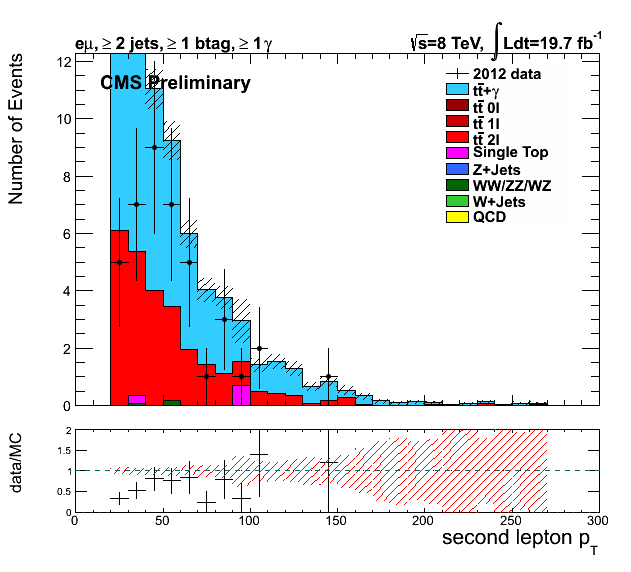 eμ, ≥ 2 jets, ≥ 1 btag, ≥ 1γ
√s=8 TeV, ∫Ldt=19.7 fb⁻¹
CMS Preliminary
2012 data
tt̄+γ
tt̄ 0l
tt̄ 1l
tt̄ 2l
Single Top
Z+Jets
WW/ZZ/WZ
W+Jets
QCD
Number of Events
12
10
8
6
4
2
0
data/MC
2
1.5
1
0.5
0
0 50 100 150 200 250 300
second lepton p_T